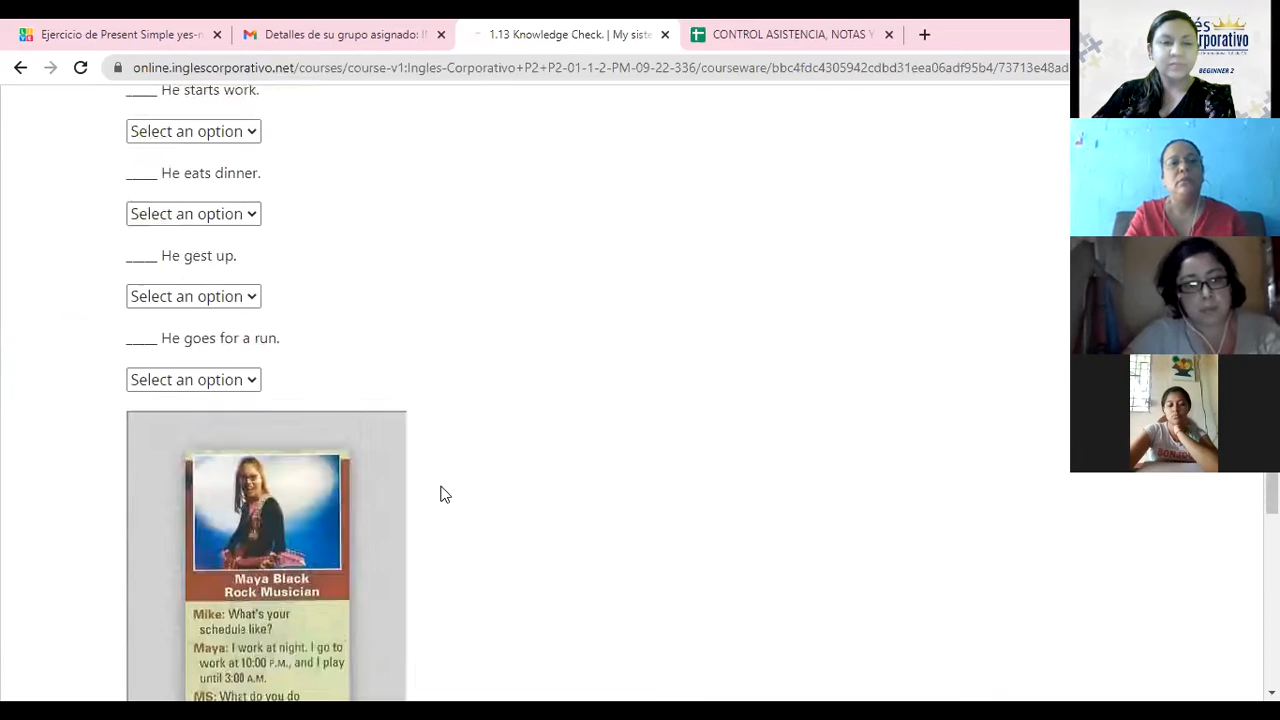 Ejercicio de Present Simple yes-n
Detalles de su grupo asignado: I
1.13 Knowledge Check. | My siste
CONTROL ASISTENCIA, NOTAS Y
online.inglescorporativo.net/courses/course-v1:Ingles-Corporativo+P2+P2-01-1-2-PM-09-22-336/courseware/bbc4fdc4305942cdbd31eea06adf95b4/73713e48ad
_____ He starts work.
Select an option
_____ He eats dinner.
Select an option
_____ He gest up.
Select an option
_____ He goes for a run.
Select an option
Maya Black
Rock Musician
Mike: What's your
schedule like?
Maya: I work at night. I go to
work at 10:00 P.M., and I play
until 3:00 A.M.
MS: What do you do
BEGINNER 2